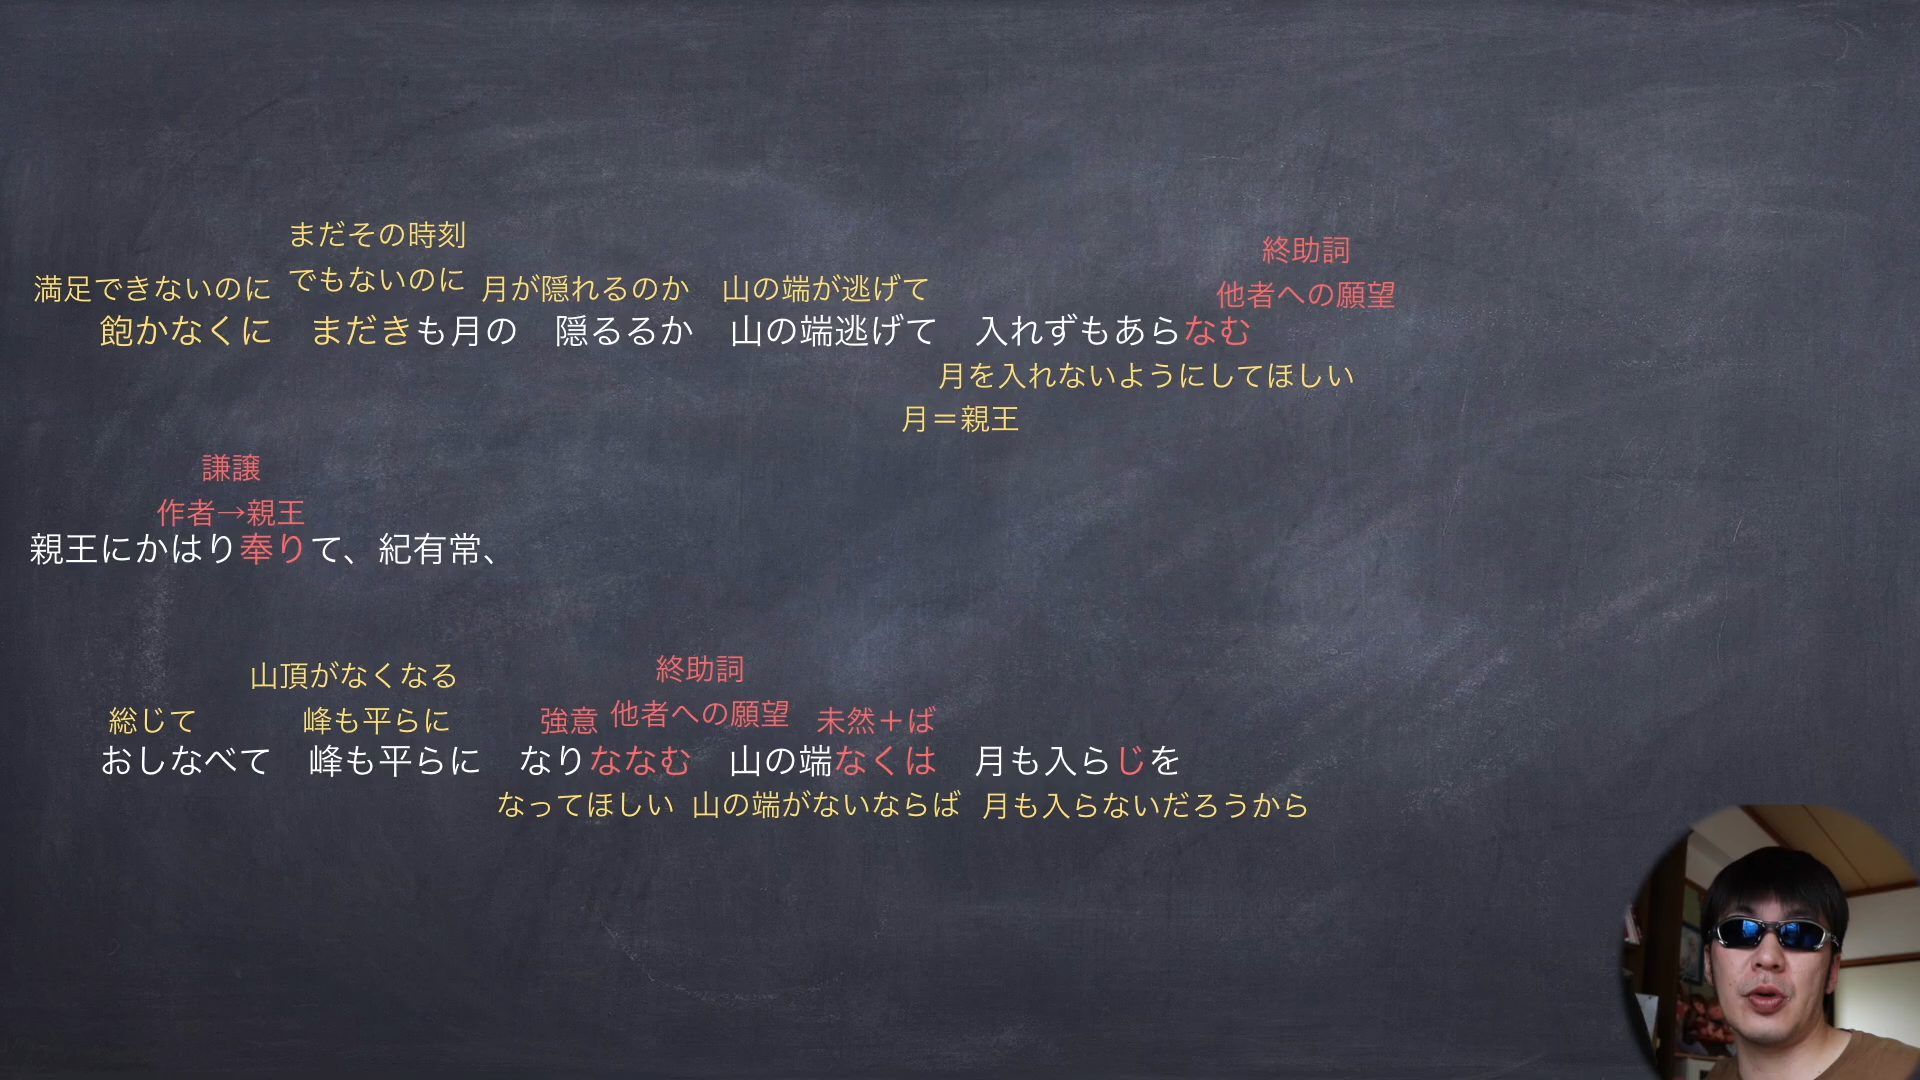 まだその時刻
でもないのに
満足できないのに 月が隠れるのか 山の端が逃げて
終助詞
他者への願望
飽かなくに まだきも月の 隠るるか 山の端逃げて 入れずもあらなむ
月を入れないようにしてほしい
月＝親王
謙譲
作者→親王
親王にかはり奉りて、紀有常、
山頂がなくなる
総じて 峰も平らに
終助詞
強意 他者への願望 未然＋ば
おしなべて 峰も平らに なりななむ 山の端なくは 月も入らじを
なってほしい 山の端がないならば 月も入らないだろうから